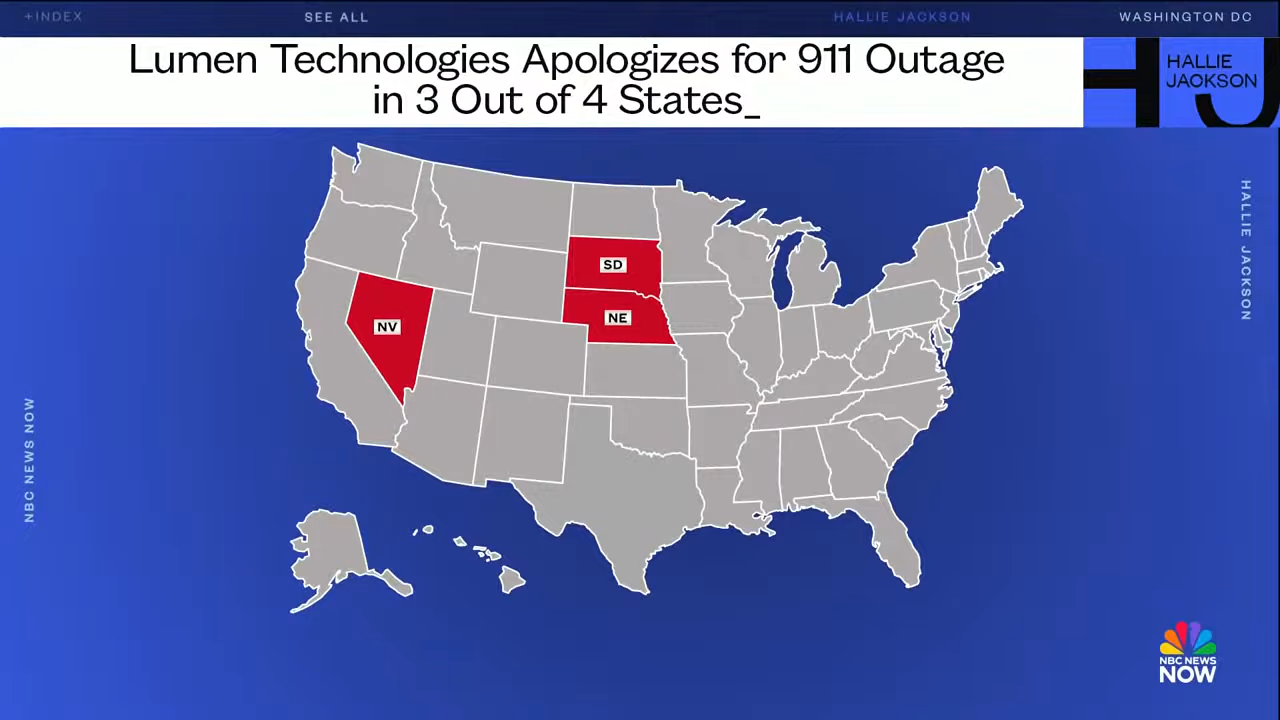 +INDEX
SEE ALL
HALLIE JACKSON
WASHINGTON DC
Lumen Technologies Apologizes for 911 Outage
in 3 Out of 4 States_
HJ
HALLIE
JACKSON
SD
NE
NV
HALLIE JACKSON
NBC NEWS NOW
NBC NEWS
NOW